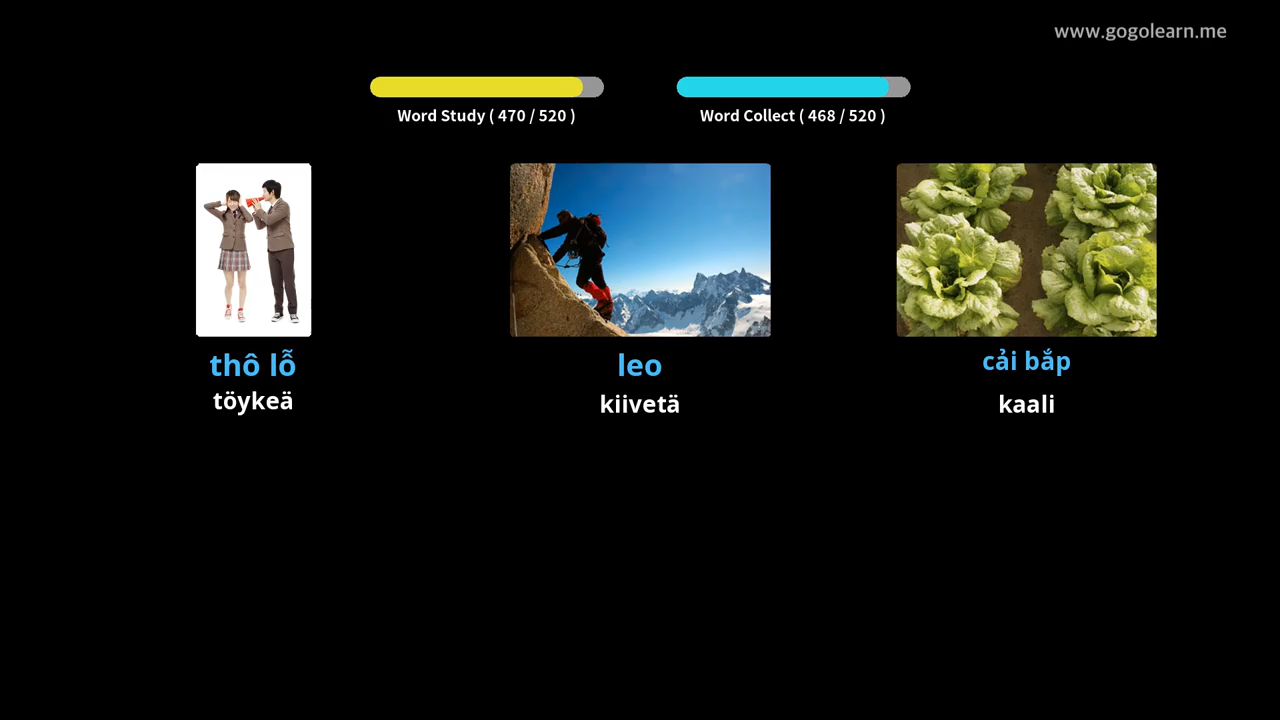 www.gogolearn.me
Word Study ( 470 / 520 )
Word Collect ( 468 / 520 )
thô lỗ
töykeä
leo
kiivetä
cải bắp
kaali